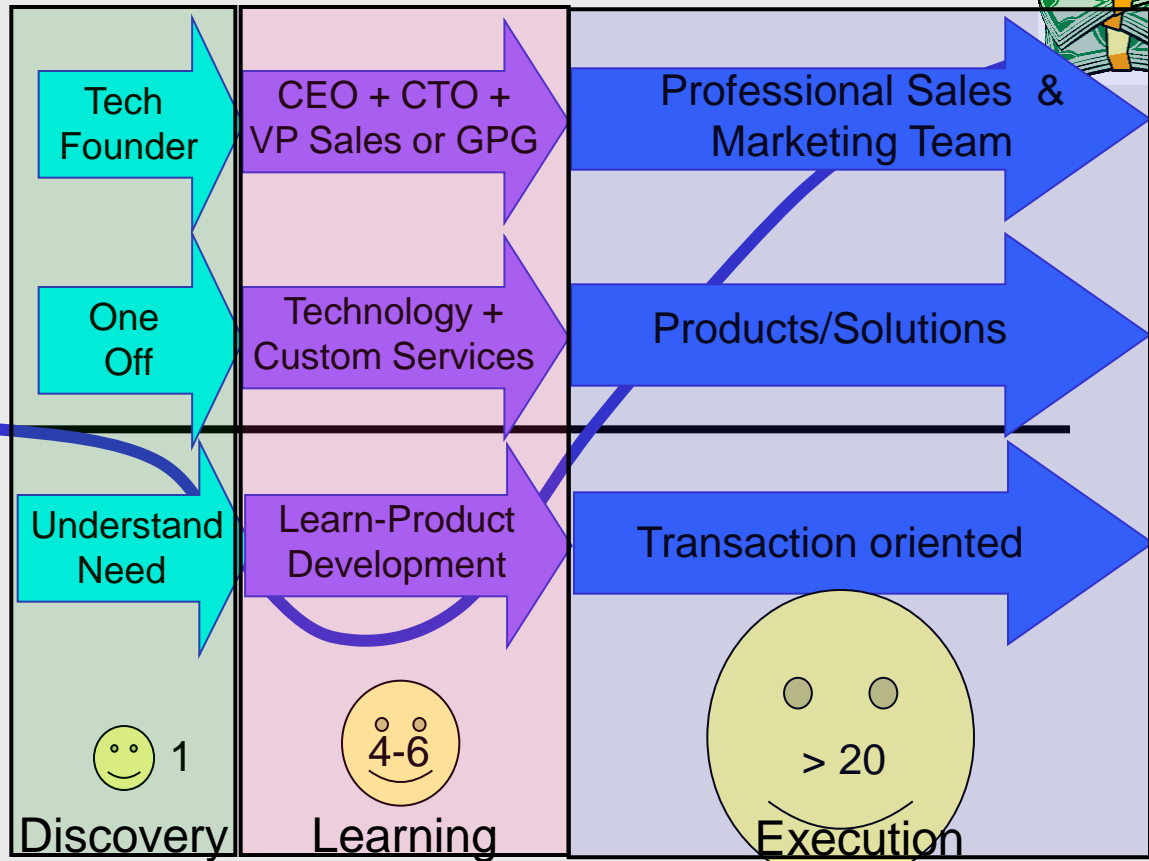 Tech
Founder
CEO + CTO +
VP Sales or GPG
Professional Sales &
Marketing Team
One
Off
Technology +
Custom Services
Products/Solutions
Understand
Need
Learn-Product
Development
Transaction oriented
1
4-6
> 20
Discovery
Learning
Execution